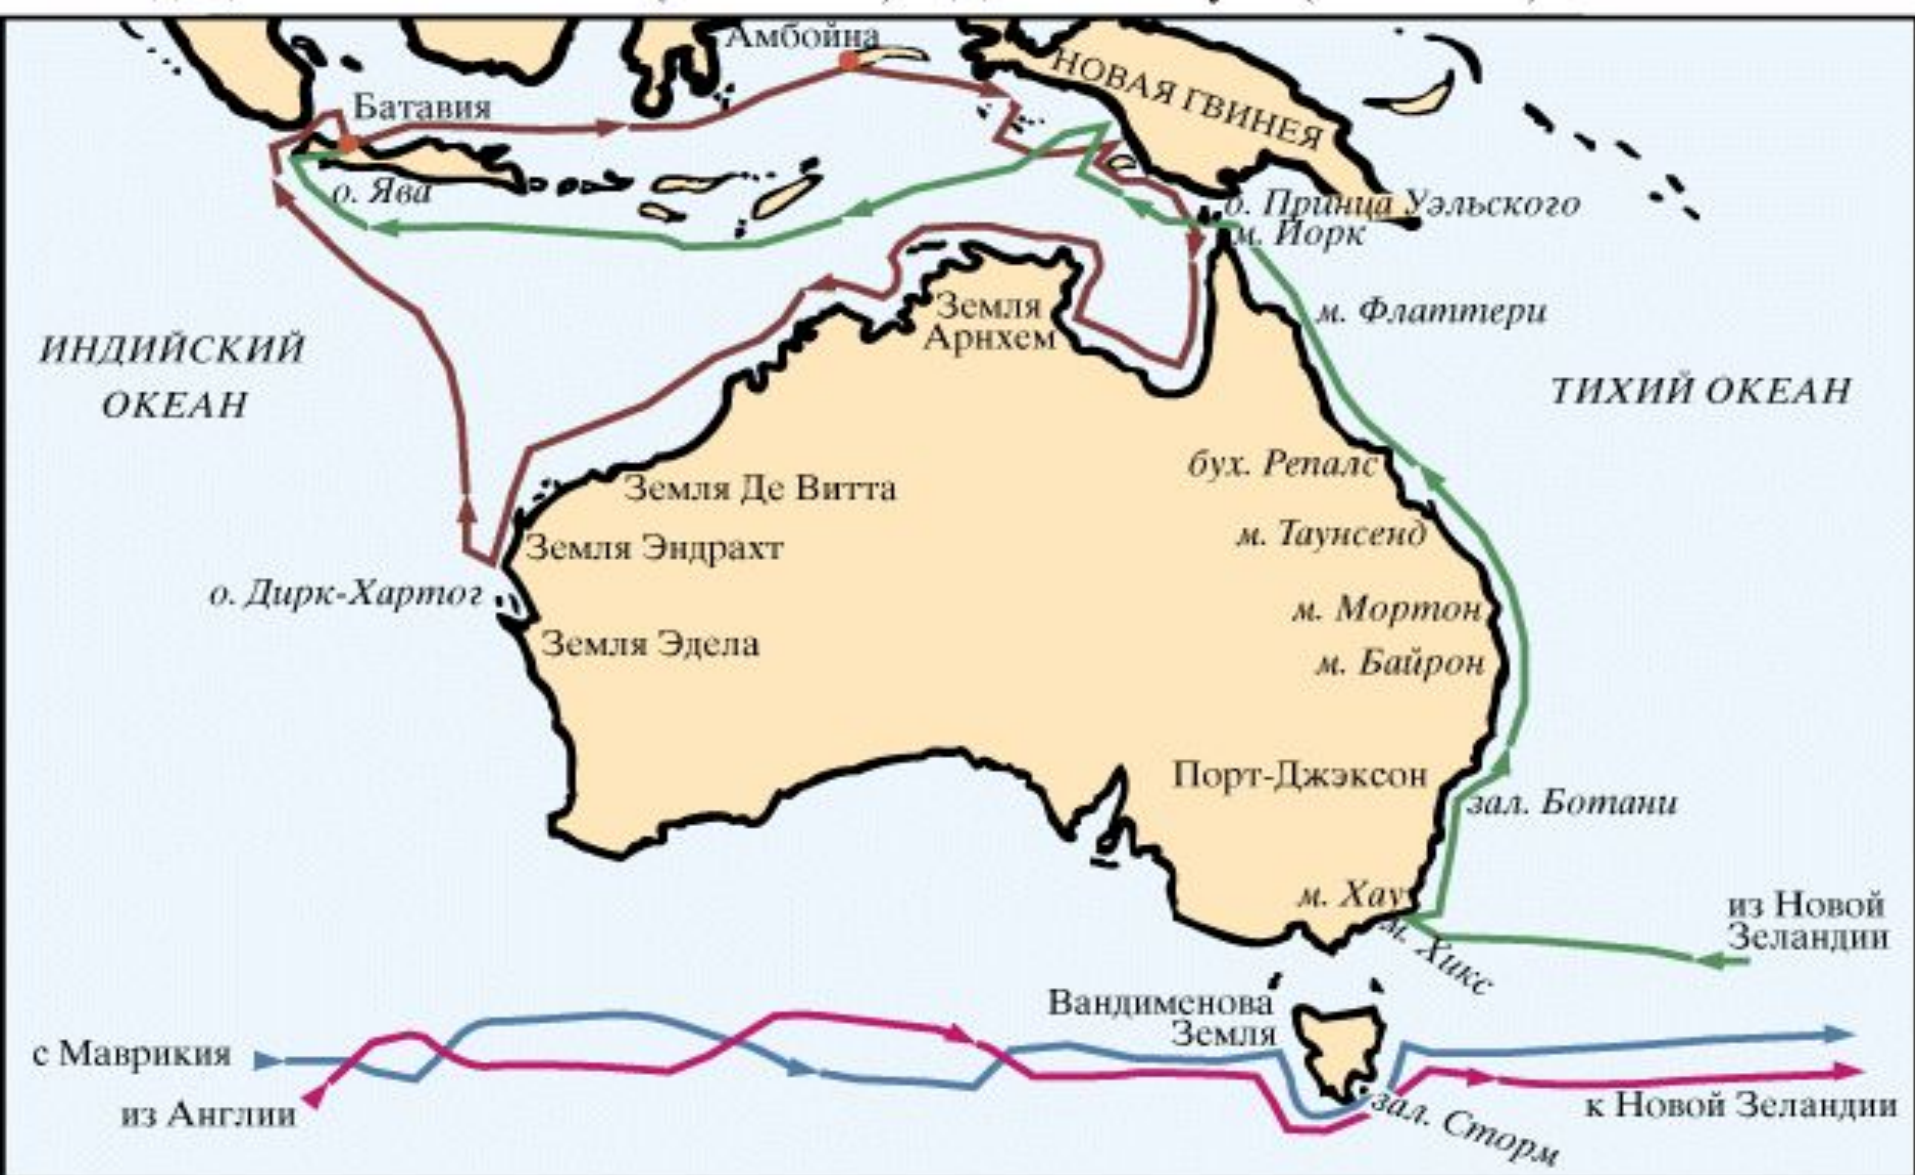 Амбойна
НОВАЯ ГВИНЕЯ
Батавия
о. Ява
о. Принца Уэльского
м. Йорк
Земля
Арнхем
м. Флаттери
ИНДИЙСКИЙ
ОКЕАН
ТИХИЙ ОКЕАН
бух. Репалс
Земля Де Витта
м. Таунсенд
Земля Эндрахт
о. Дирк-Хартог
м. Мортон
Земля Эдела
м. Байрон
Порт-Джэксон
зал. Ботани
м. Хау
м. Хикс
из Новой
Зеландии
Вандименова
Земля
с Маврикия
из Англии
зал. Сторм
к Новой Зеландии